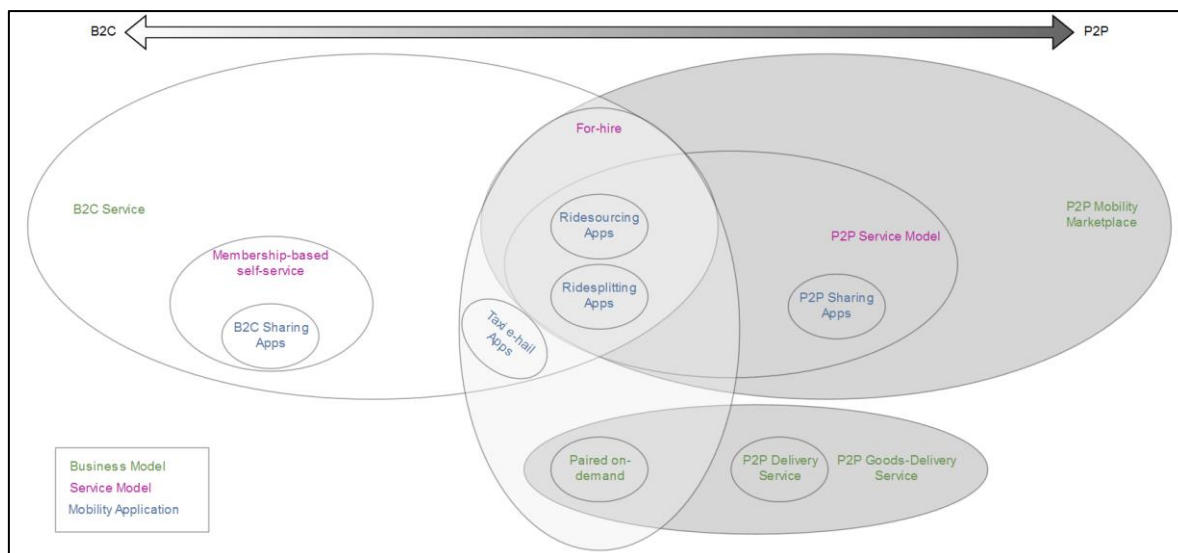 B2C
P2P
For-hire
B2C Service
P2P Mobility
Marketplace
Ridesourcing
Apps
P2P Service Model
Membership-based
self-service
Ridesplitting
Apps
P2P Sharing
Apps
B2C Sharing
Apps
Taxi e-hail
Apps
Paired on-
demand
P2P Delivery
Service
P2P Goods-Delivery
Service
Business Model
Service Model
Mobility Application